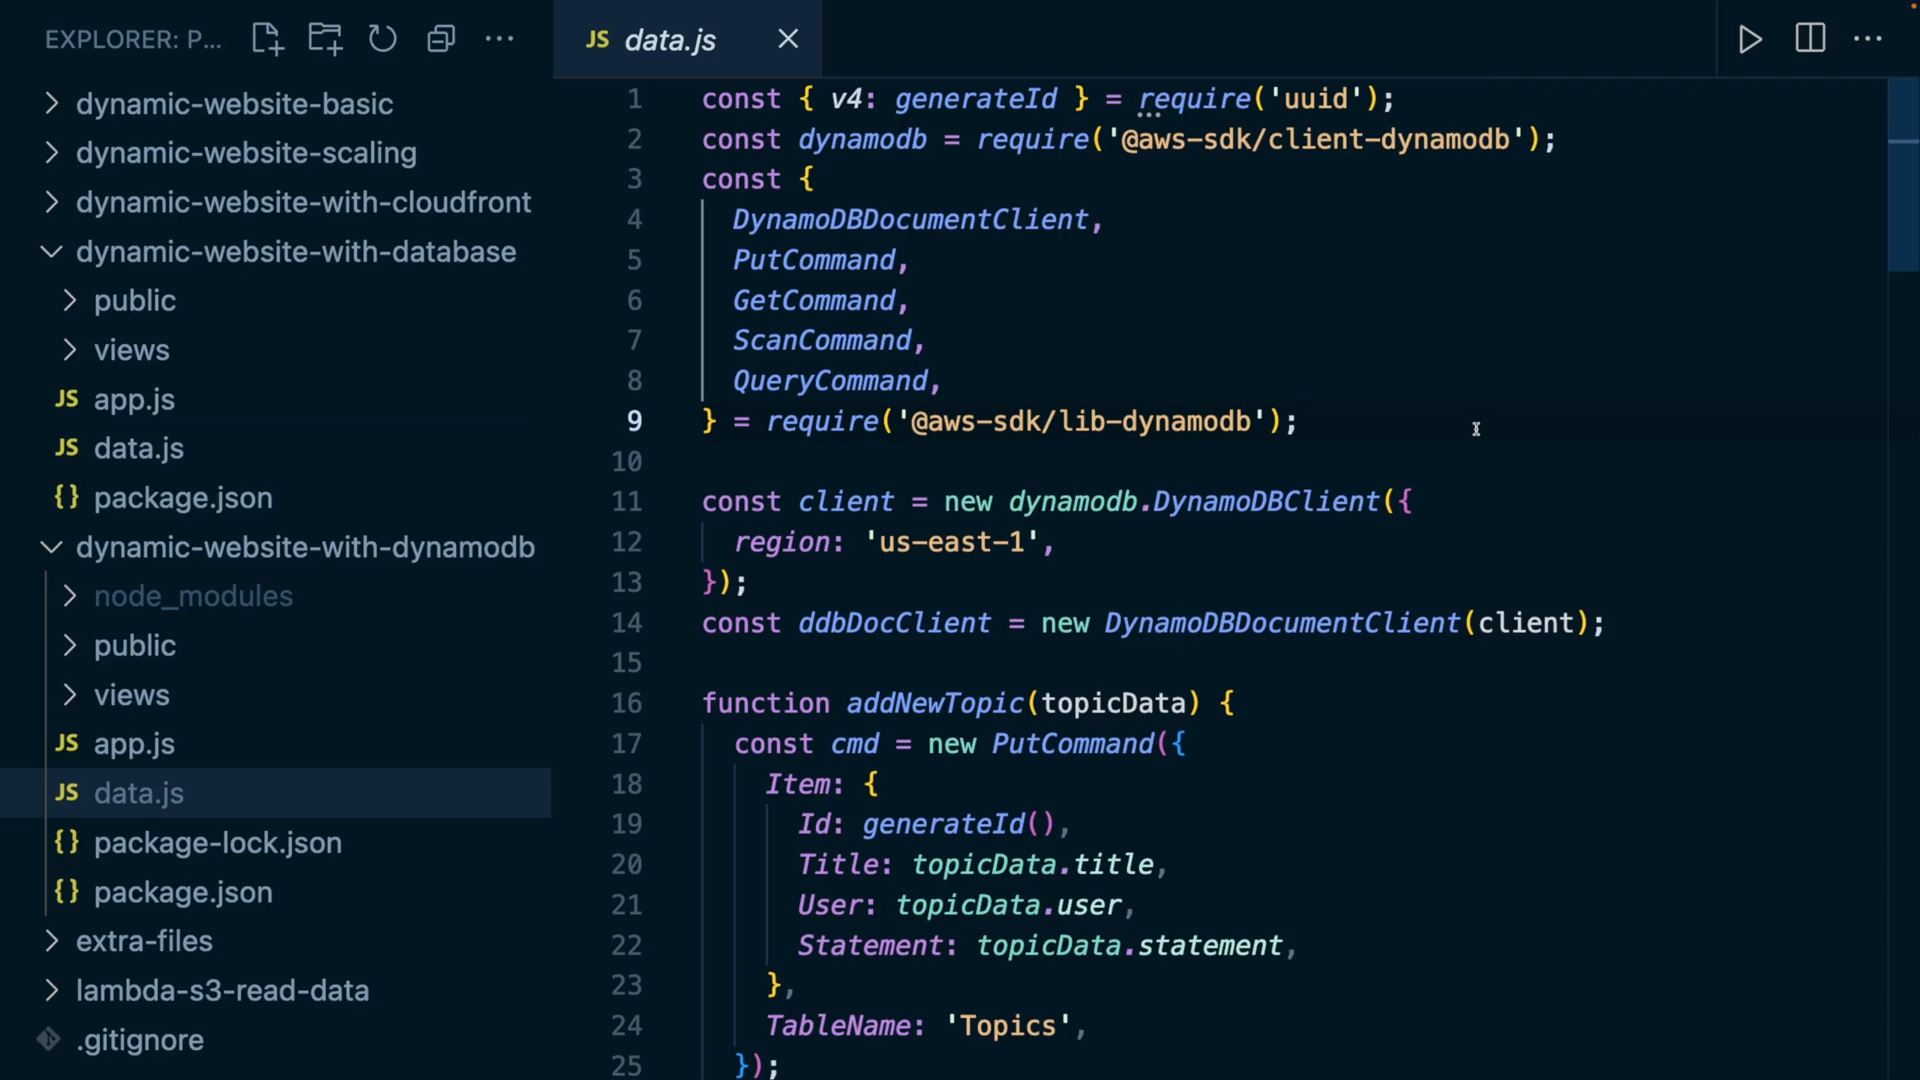 EXPLORER: P...
dynamic-website-basic
dynamic-website-scaling
dynamic-website-with-cloudfront
dynamic-website-with-database
public
views
JS app.js
JS data.js
{} package.json
dynamic-website-with-dynamodb
node_modules
public
views
JS app.js
JS data.js
{} package-lock.json
{} package.json
extra-files
lambda-s3-read-data
.gitignore
JS data.js
1 const { v4: generateId } = require('uuid');
2 const dynamodb = require('@aws-sdk/client-dynamodb');
3 const {
4 DynamoDBDocumentClient,
5 PutCommand,
6 GetCommand,
7 ScanCommand,
8 QueryCommand,
9 } = require('@aws-sdk/lib-dynamodb');
10
11 const client = new dynamodb.DynamoDBClient({
12 region: 'us-east-1',
13 });
14 const ddbDocClient = new DynamoDBDocumentClient(client);
15
16 function addNewTopic(topicData) {
17 const cmd = new PutCommand({
18 Item: {
19 Id: generateId(),
20 Title: topicData.title,
21 User: topicData.user,
22 Statement: topicData.statement,
23 },
24 TableName: 'Topics',
25 });